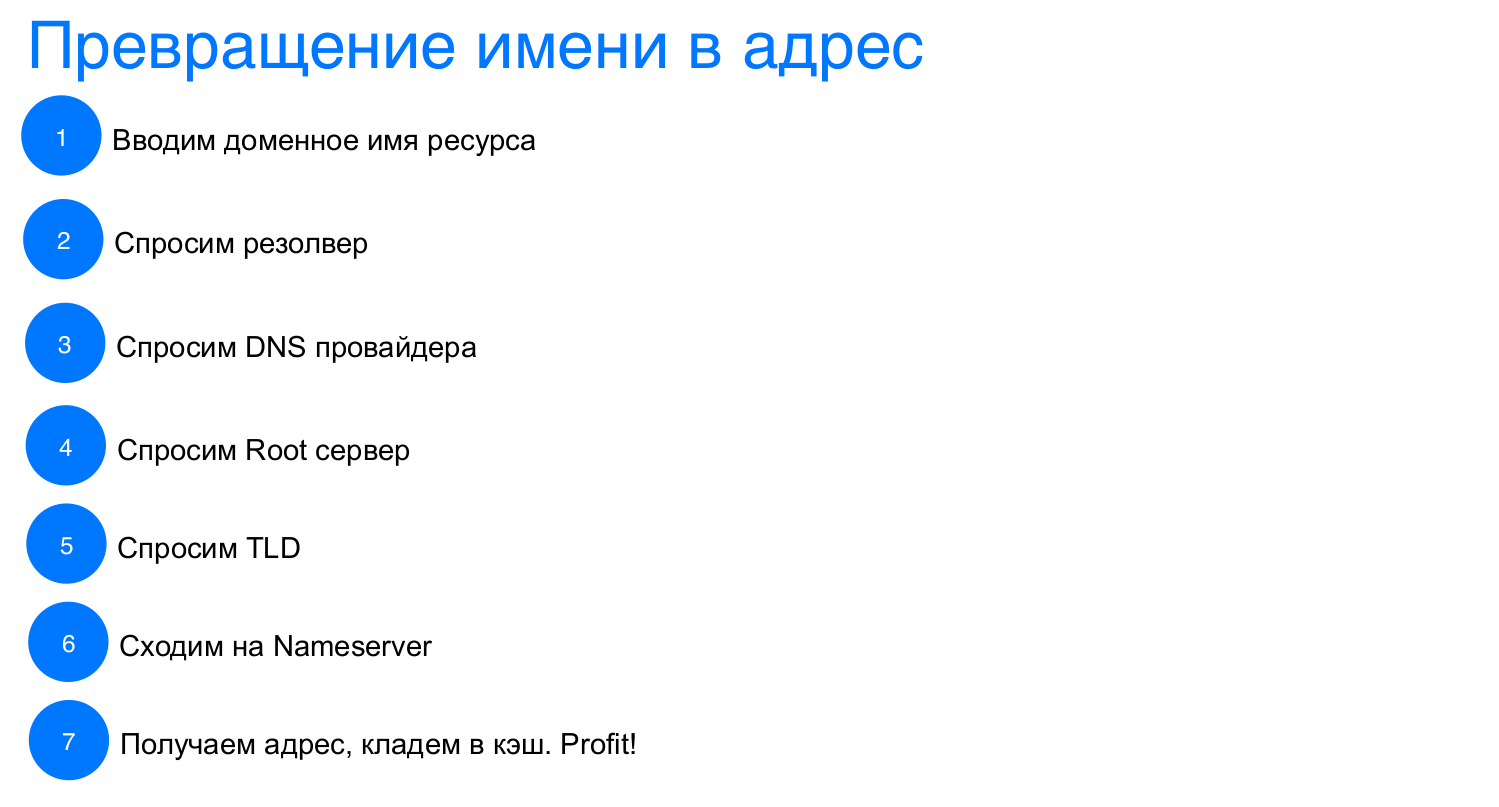 Превращение имени в адрес
1 Вводим доменное имя ресурса
2 Спросим резолвер
3 Спросим DNS провайдера
4 Спросим Root сервер
5 Спросим TLD
6 Сходим на Nameserver
7 Получаем адрес, кладем в кэш. Profit!